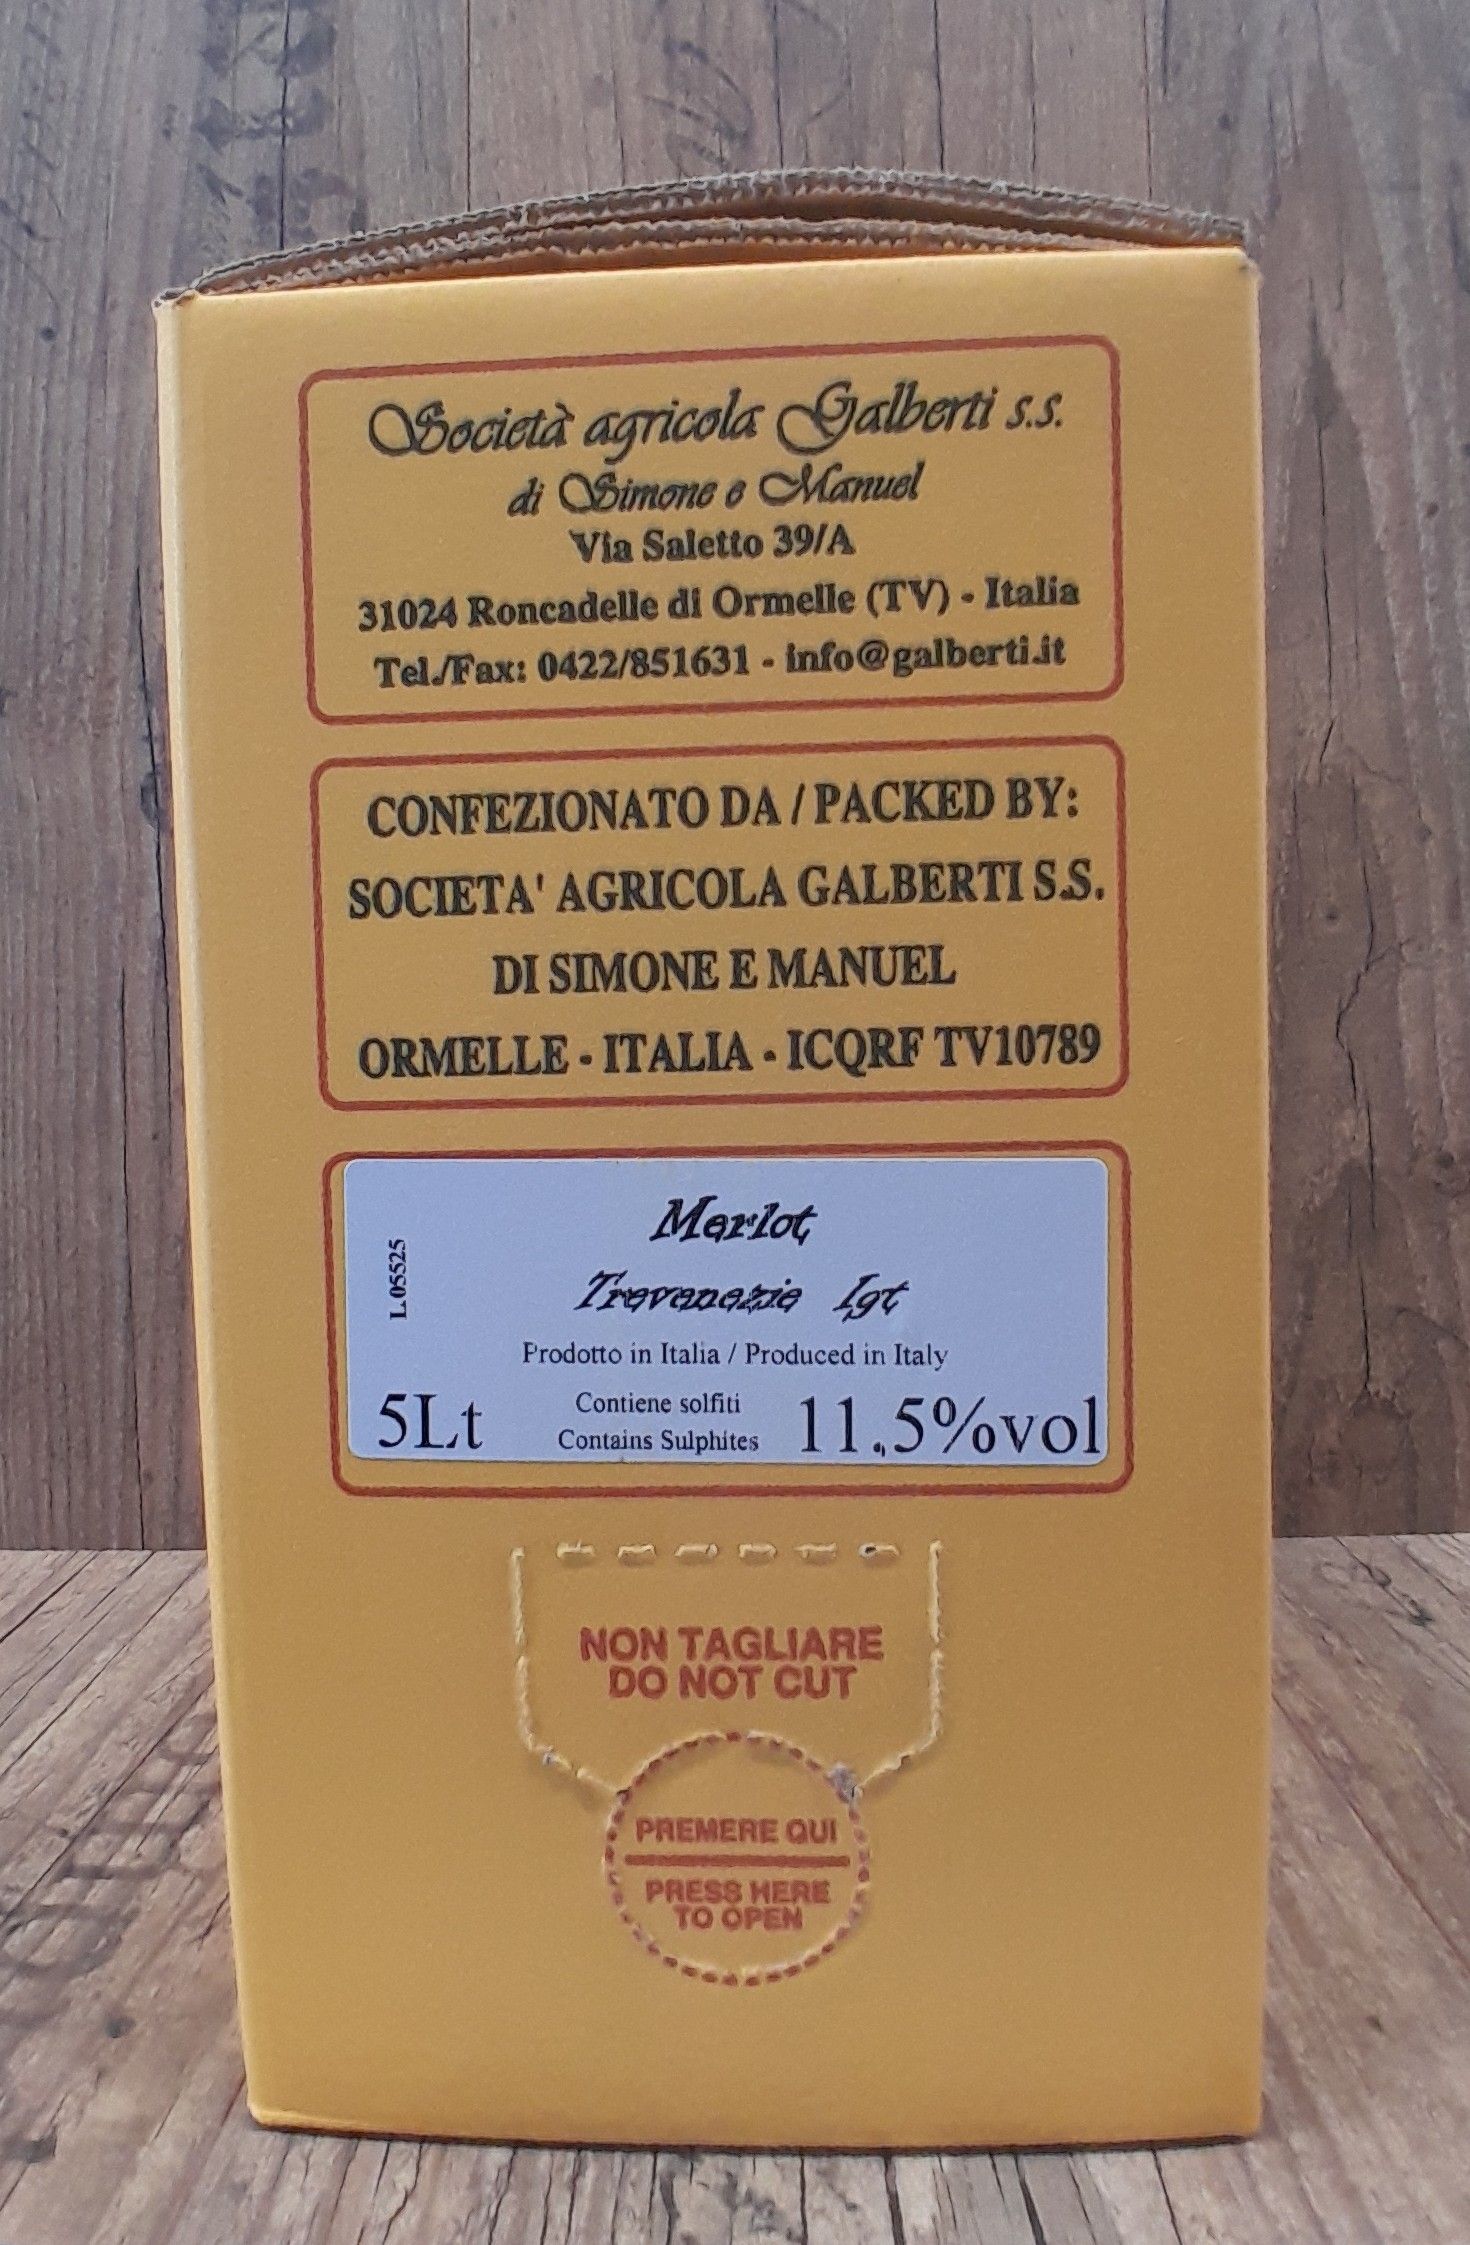 Società agricola Galberti s.s.
di Simone e Manuel
Via Saletto 39/A
31024 Roncadelle di Ormelle (TV) - Italia
Tel./Fax: 0422/851631 - info@galberti.it
CONFEZIONATO DA / PACKED BY:
SOCIETA' AGRICOLA GALBERTI S.S.
DI SIMONE E MANUEL
ORMELLE - ITALIA - ICQRF TV10789
L.05525
Merlot
Trevenezie Igt
Prodotto in Italia / Produced in Italy
5Lt
Contiene solfiti
Contains Sulphites
11.5%vol
NON TAGLIARE
DO NOT CUT
PREMERE QUI
PRESS HERE
TO OPEN